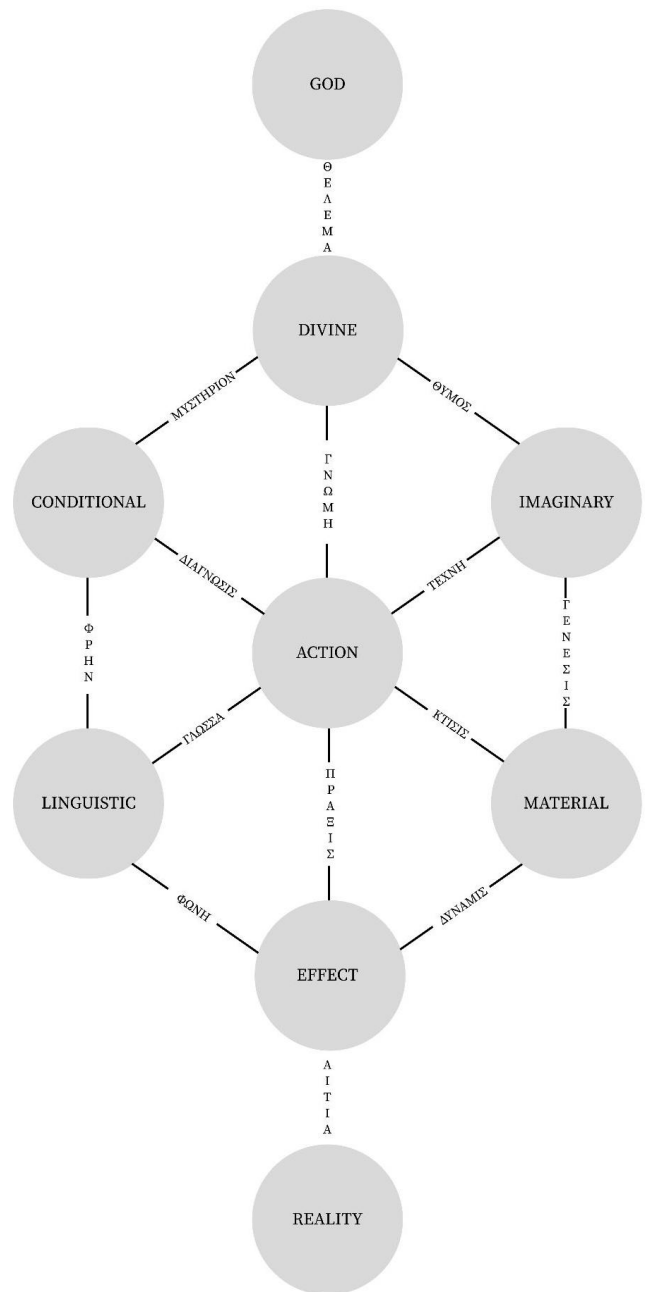 GOD
ΘΕΛΕΜΑ
DIVINE
ΜΥΣΤΗΡΙΟΝ
ΘΥΜΟΣ
ΓΝΩΜΗ
CONDITIONAL
IMAGINARY
ΔΙΑΓΝΩΣΙΣ
ΤΕΧΝΗ
ΦΡΗΝ
ΓΕΝΕΣΙΣ
ACTION
ΓΛΩΣΣΑ
ΚΤΙΣΙΣ
LINGUISTIC
MATERIAL
ΠΡΑΞΙΣ
ΦΩΝΗ
ΔΥΝΑΜΙΣ
EFFECT
ΑΙΤΙΑ
REALITY